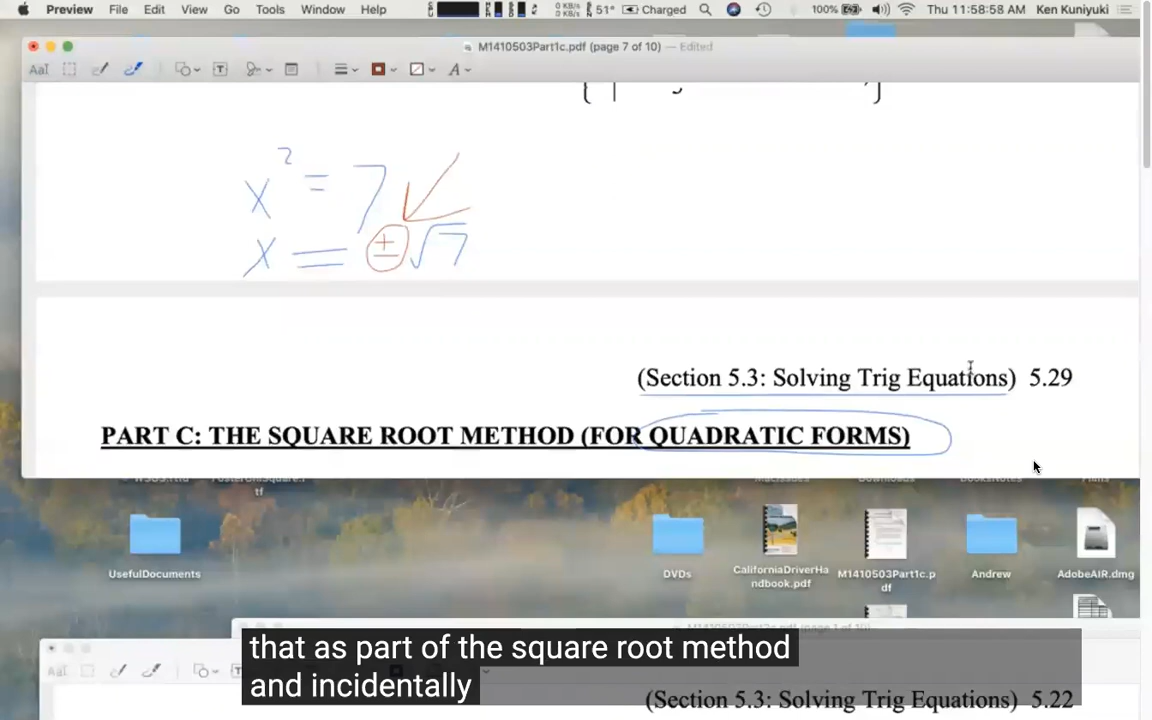 Preview File Edit View Go Tools Window Help 51° Charged 100% Thu 11:58:58 AM Ken Kuniyuki
M1410503Part1c.pdf (page 7 of 10) — Edited
x² = 7
x = ±√7
(Section 5.3: Solving Trig Equations) 5.29
PART C: THE SQUARE ROOT METHOD (FOR QUADRATIC FORMS)
UsefulDocuments
DVDs
CaliforniaDriverHa
ndbook.pdf
M1410503Part1c.p
df
Andrew
AdobeAIR.dmg
that as part of the square root method
and incidentally
(Section 5.3: Solving Trig Equations) 5.22